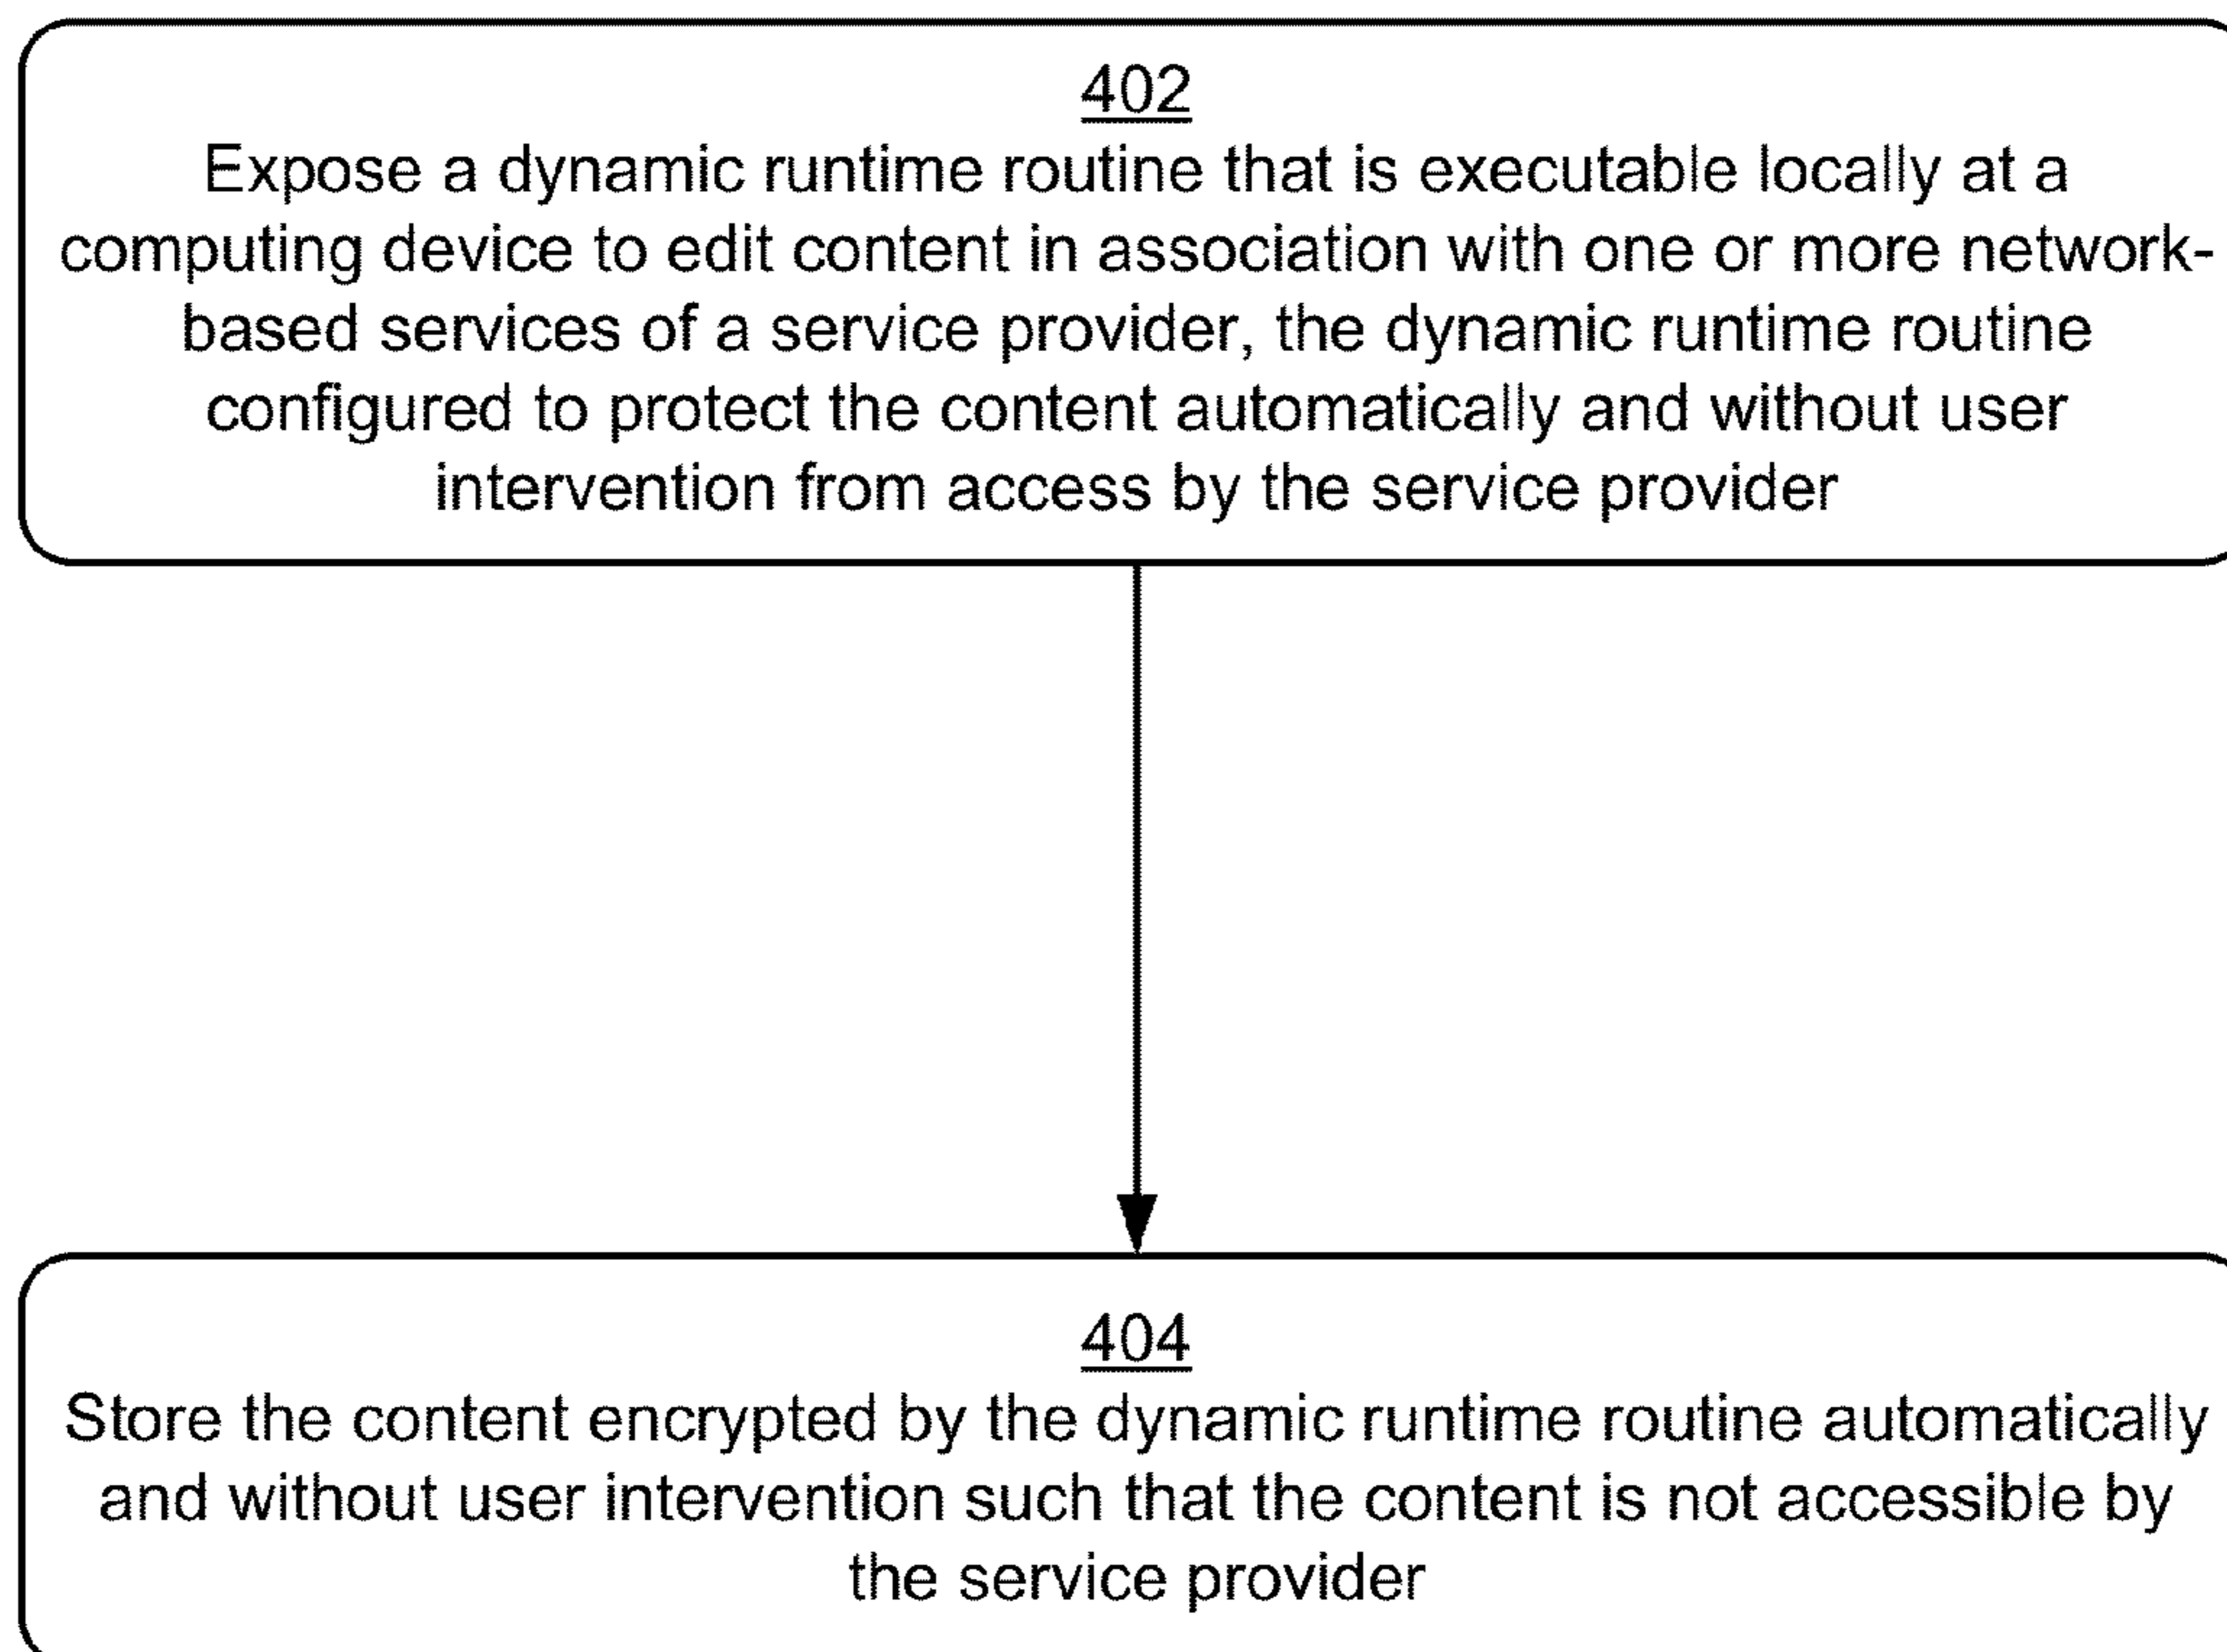 402
Expose a dynamic runtime routine that is executable locally at a
computing device to edit content in association with one or more network-
based services of a service provider, the dynamic runtime routine
configured to protect the content automatically and without user
intervention from access by the service provider
404
Store the content encrypted by the dynamic runtime routine automatically
and without user intervention such that the content is not accessible by
the service provider